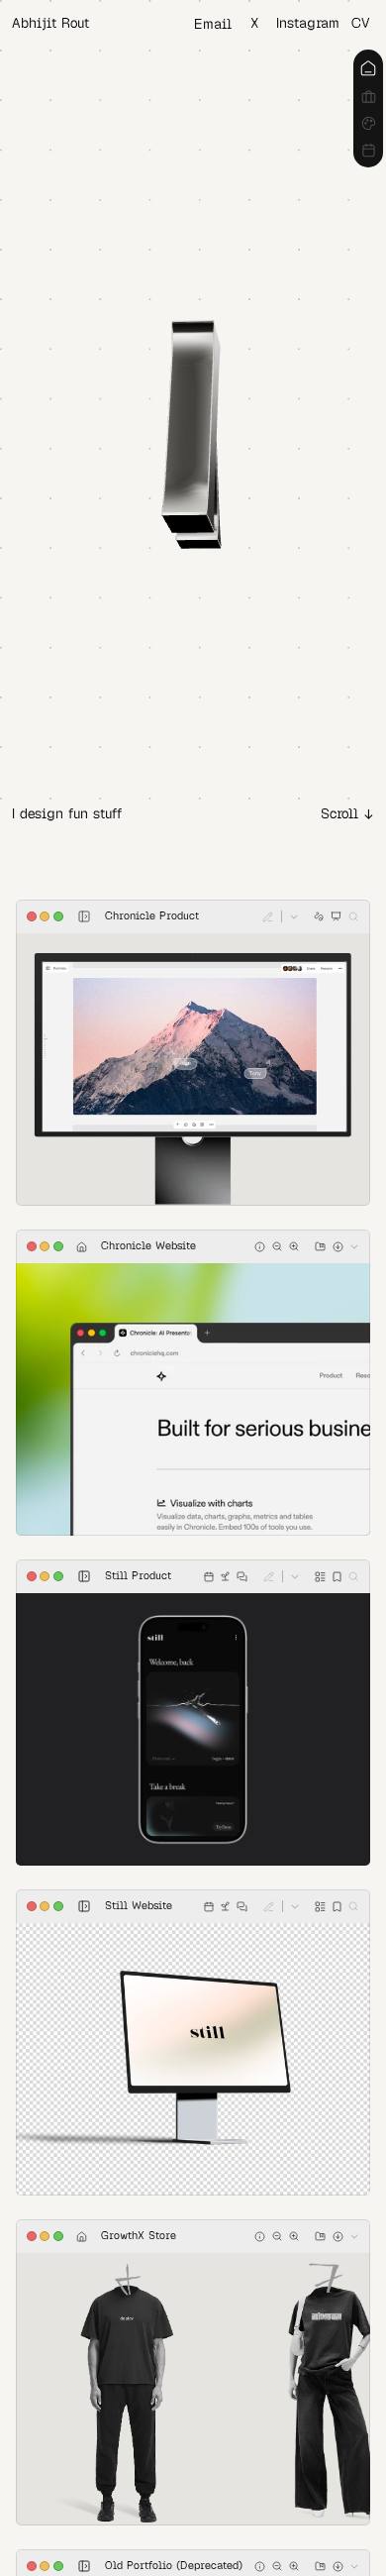 Abhijit Rout
Email X Instagram CV
I design fun stuff
Scroll ↓
Chronicle Product
Tony
Chronicle Website
Chronicle: AI Presents
chroniclehq.com
Product
Built for serious busine
Visualize with charts
Visualize data, charts, graphs, metrics and tables
easily in Chronicle. Embed 100s of tools you use.
Still Product
still
Welcome, back
Take a break
Still Website
still
GrowthX Store
Old Portfolio (Deprecated)